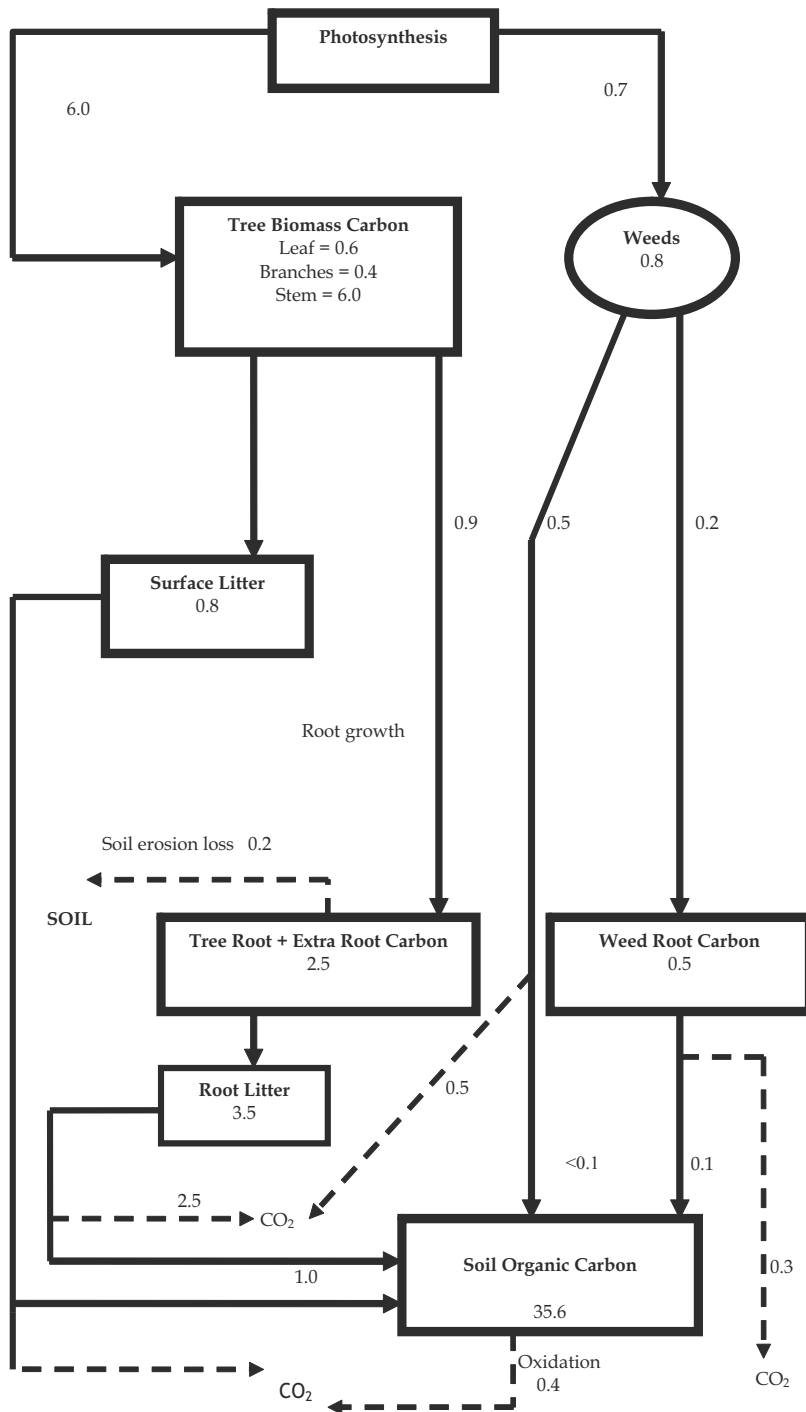 Photosynthesis
6.0
0.7
Tree Biomass Carbon
Leaf = 0.6
Branches = 0.4
Stem = 6.0
Weeds
0.8
0.9
0.5
0.2
Surface Litter
0.8
Root growth
Soil erosion loss 0.2
SOIL
Tree Root + Extra Root Carbon
2.5
Weed Root Carbon
0.5
Root Litter
3.5
0.5
<0.1
0.1
2.5
CO₂
1.0
Soil Organic Carbon
35.6
0.3
Oxidation
0.4
CO₂
CO₂